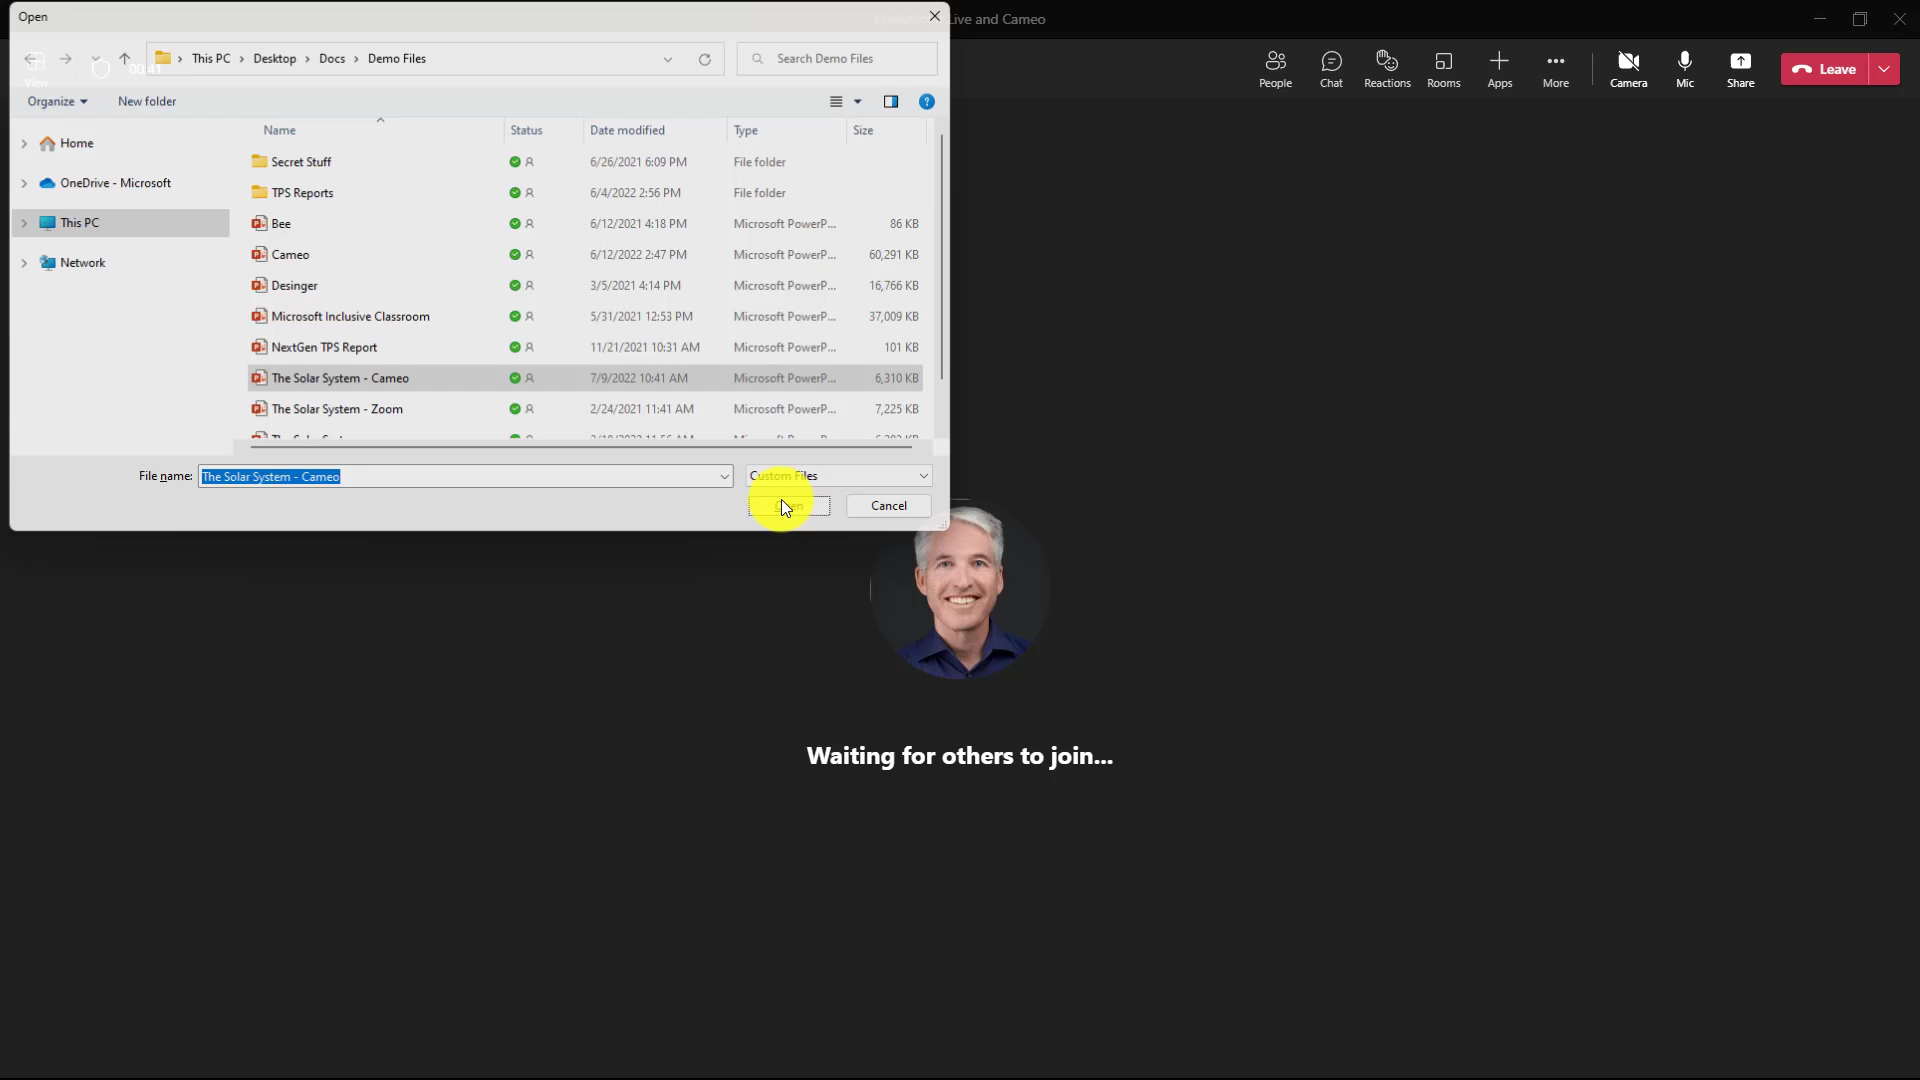 Open
Live and Cameo
This PC > Desktop > Docs > Demo Files
Search Demo Files
00:41
View
People
Chat
Reactions
Rooms
Apps
More
Camera
Mic
Share
Leave
Organize
New folder
Name Status Date modified Type Size
Home
OneDrive - Microsoft
This PC
Network
Secret Stuff 6/26/2021 6:09 PM File folder
TPS Reports 6/4/2022 2:56 PM File folder
Bee 6/12/2021 4:18 PM Microsoft PowerP... 86 KB
Cameo 6/12/2022 2:47 PM Microsoft PowerP... 60,291 KB
Desinger 3/5/2021 4:14 PM Microsoft PowerP... 16,766 KB
Microsoft Inclusive Classroom 5/31/2021 12:53 PM Microsoft PowerP... 37,009 KB
NextGen TPS Report 11/21/2021 10:31 AM Microsoft PowerP... 101 KB
The Solar System - Cameo 7/9/2022 10:41 AM Microsoft PowerP... 6,310 KB
The Solar System - Zoom 2/24/2021 11:41 AM Microsoft PowerP... 7,225 KB
File name: The Solar System - Cameo
Custom Files
Open
Cancel
Waiting for others to join...